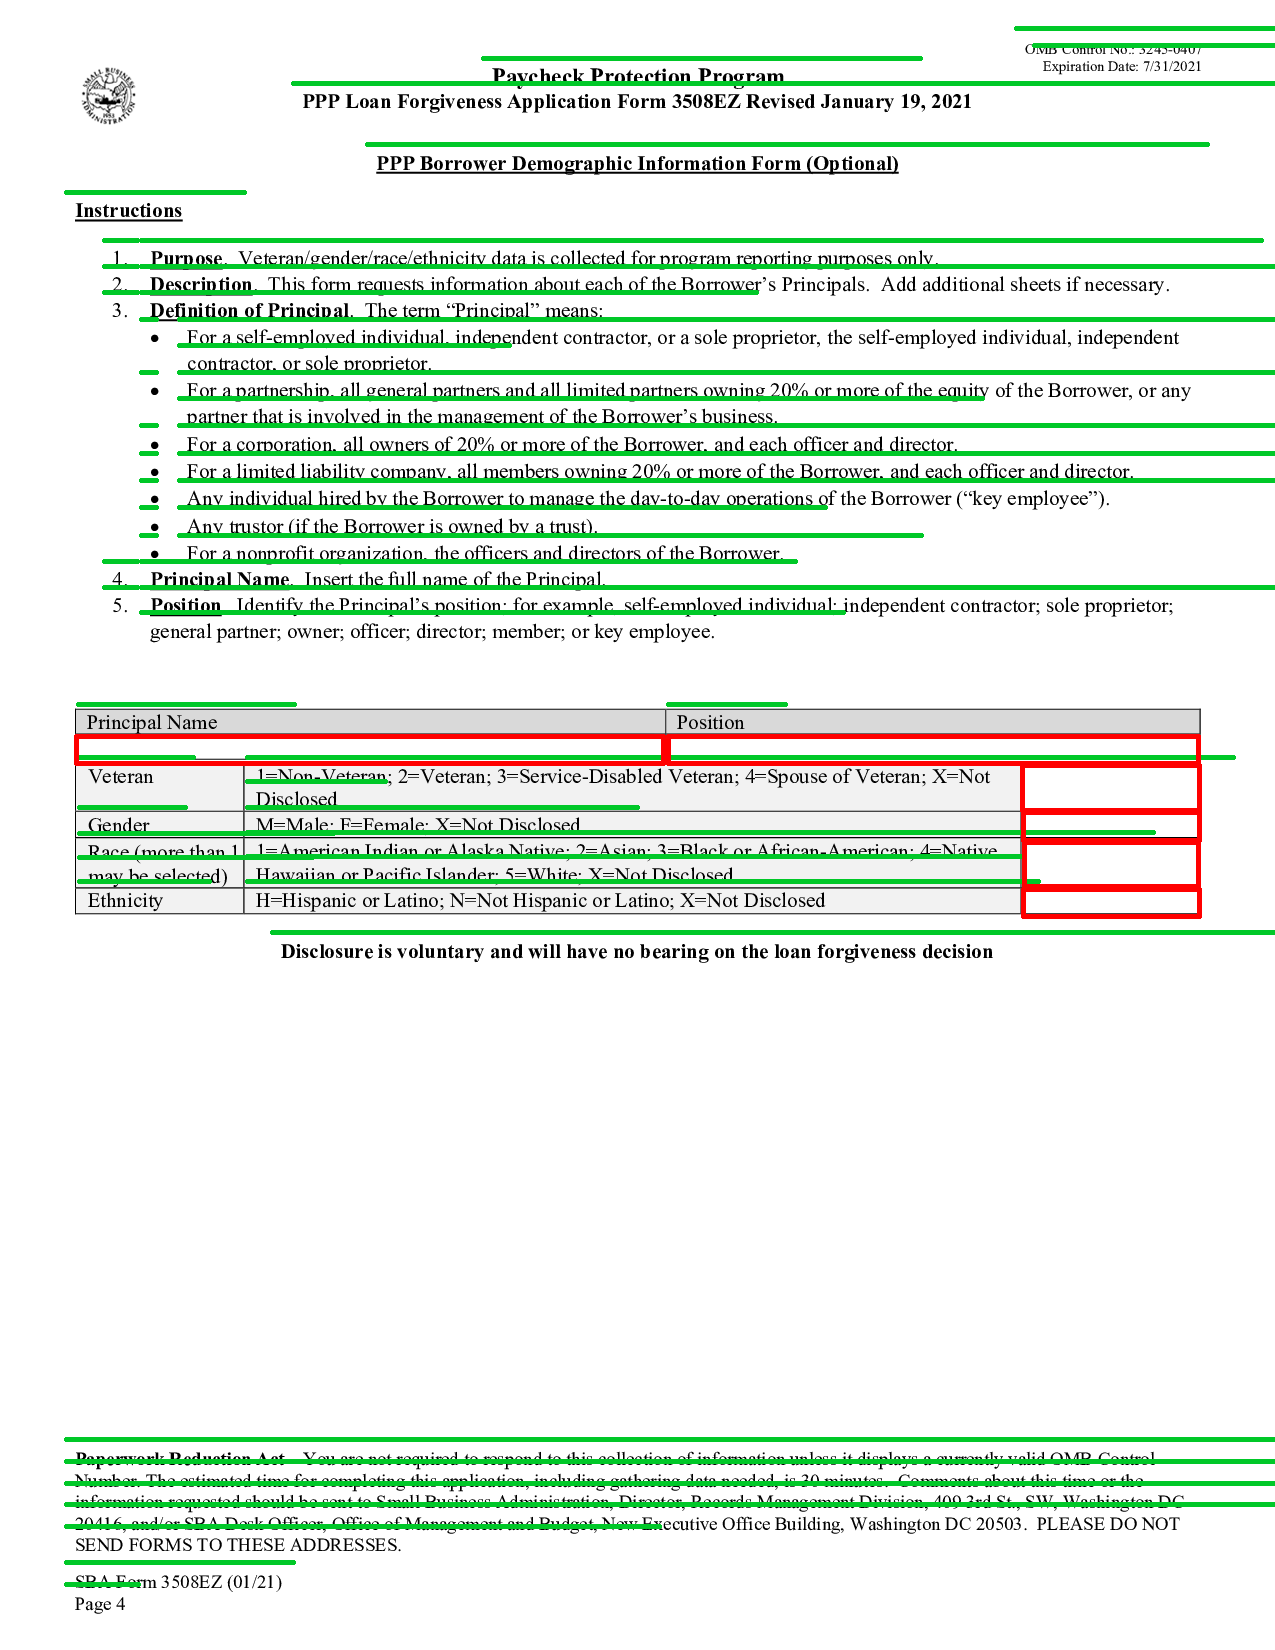 OMB Control No.: 3245-0407
Expiration Date: 7/31/2021
Paycheck Protection Program
PPP Loan Forgiveness Application Form 3508EZ Revised January 19, 2021
PPP Borrower Demographic Information Form (Optional)
Instructions
1. Purpose. Veteran/gender/race/ethnicity data is collected for program reporting purposes only.
2. Description. This form requests information about each of the Borrower’s Principals. Add additional sheets if necessary.
3. Definition of Principal. The term “Principal” means:
• For a self-employed individual, independent contractor, or a sole proprietor, the self-employed individual, independent
contractor, or sole proprietor.
• For a partnership, all general partners and all limited partners owning 20% or more of the equity of the Borrower, or any
partner that is involved in the management of the Borrower’s business.
• For a corporation, all owners of 20% or more of the Borrower, and each officer and director.
• For a limited liability company, all members owning 20% or more of the Borrower, and each officer and director.
• Any individual hired by the Borrower to manage the day-to-day operations of the Borrower (“key employee”).
• Any trustor (if the Borrower is owned by a trust).
• For a nonprofit organization, the officers and directors of the Borrower.
4. Principal Name. Insert the full name of the Principal.
5. Position. Identify the Principal’s position; for example, self-employed individual; independent contractor; sole proprietor;
general partner; owner; officer; director; member; or key employee.
Principal Name Position
Veteran 1=Non-Veteran; 2=Veteran; 3=Service-Disabled Veteran; 4=Spouse of Veteran; X=Not
Disclosed
Gender M=Male; F=Female; X=Not Disclosed
Race (more than 1 1=American Indian or Alaska Native; 2=Asian; 3=Black or African-American; 4=Native
may be selected) Hawaiian or Pacific Islander; 5=White; X=Not Disclosed
Ethnicity H=Hispanic or Latino; N=Not Hispanic or Latino; X=Not Disclosed
Disclosure is voluntary and will have no bearing on the loan forgiveness decision
Paperwork Reduction Act – You are not required to respond to this collection of information unless it displays a currently valid OMB Control
Number. The estimated time for completing this application, including gathering data needed, is 30 minutes. Comments about this time or the
information requested should be sent to Small Business Administration, Director, Records Management Division, 409 3rd St., SW, Washington DC
20416, and/or SBA Desk Officer, Office of Management and Budget, New Executive Office Building, Washington DC 20503. PLEASE DO NOT
SEND FORMS TO THESE ADDRESSES.
SBA Form 3508EZ (01/21)
Page 4